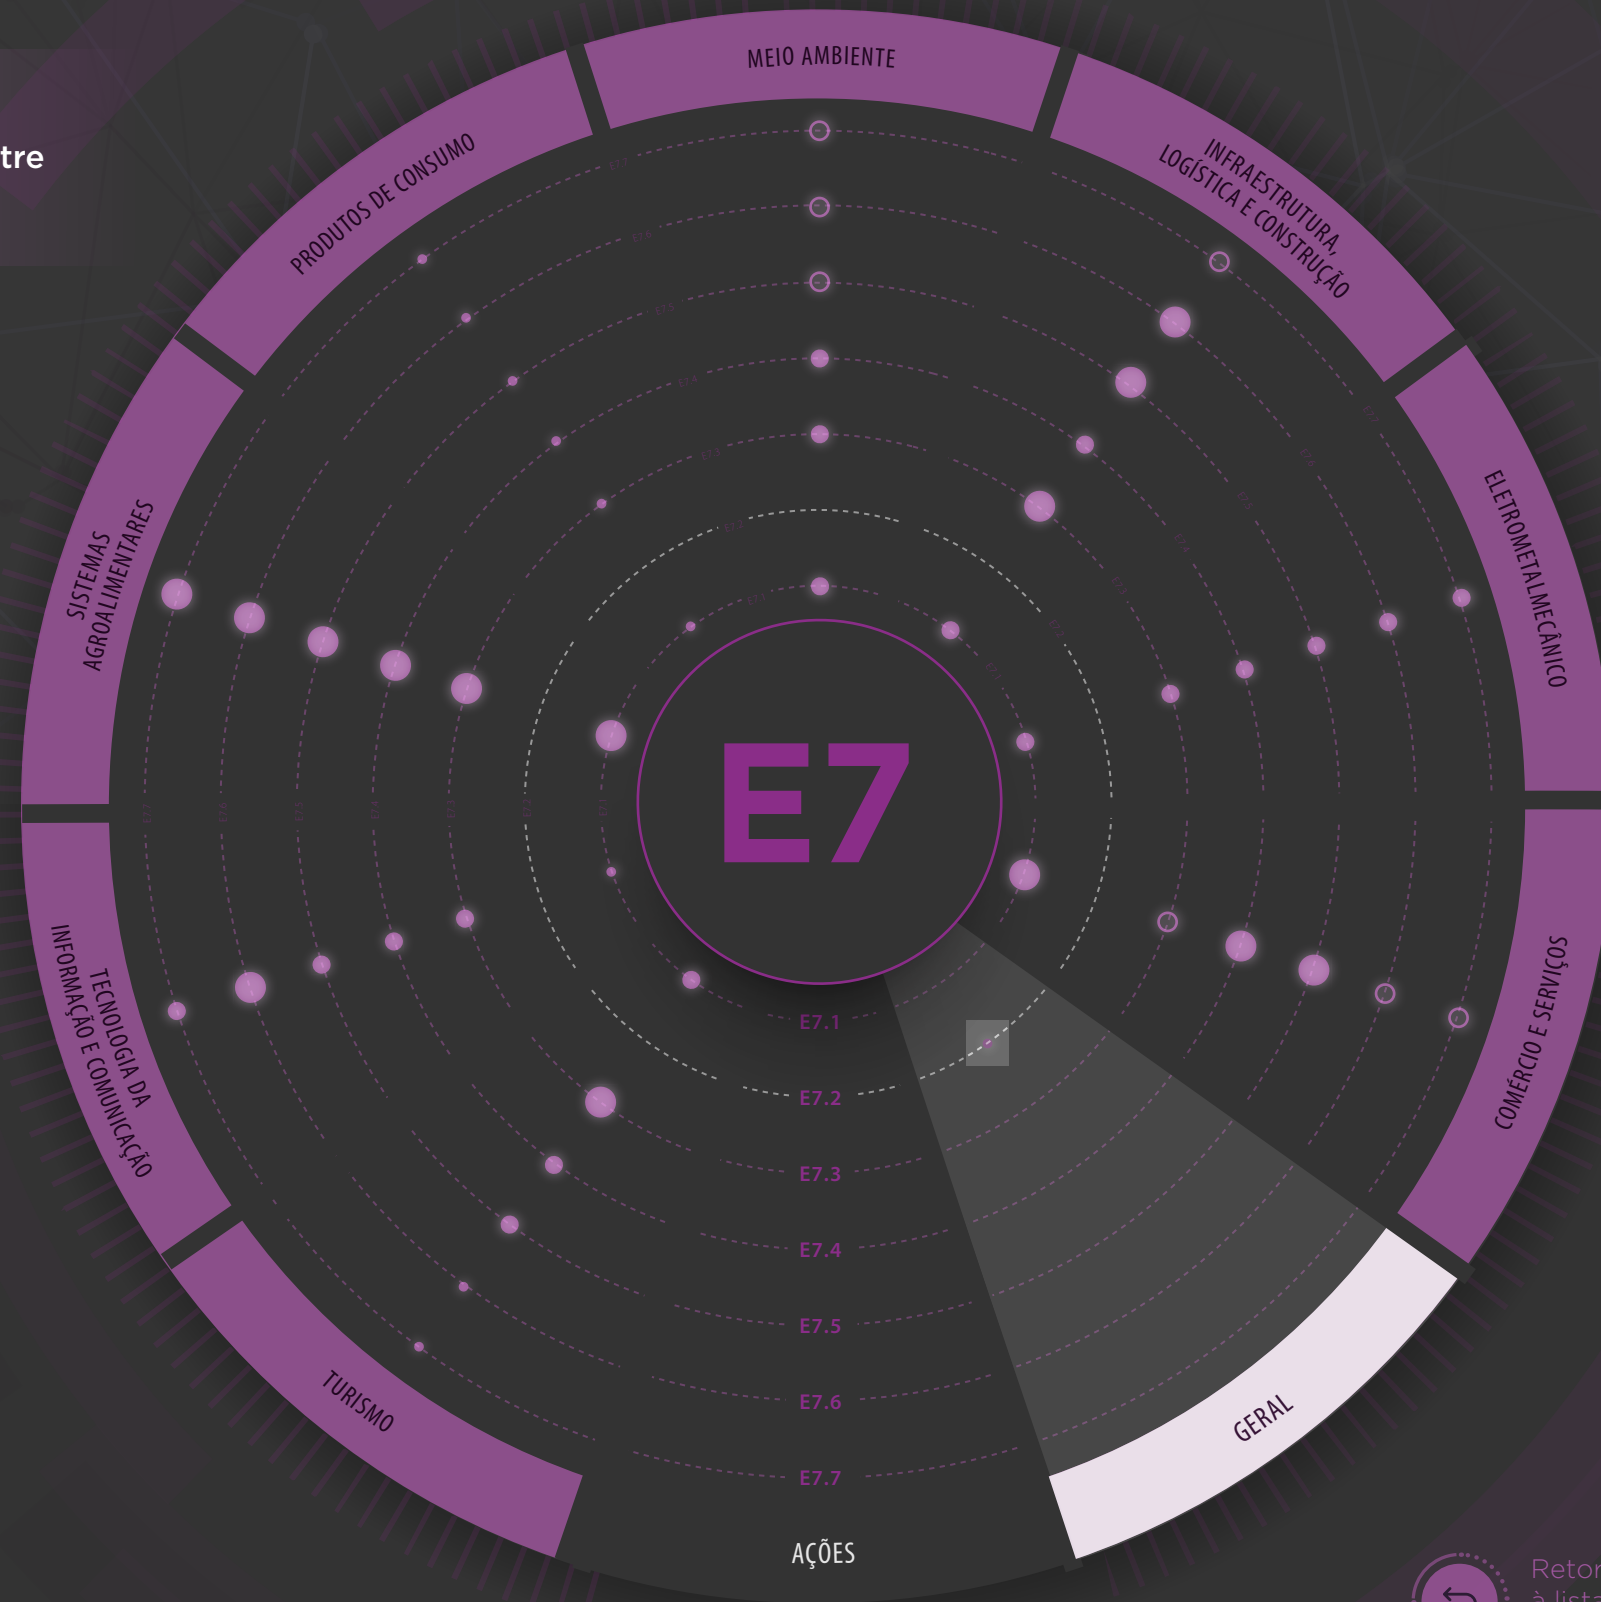 tre
MEIO AMBIENTE
PRODUTOS DE CONSUMO
INFRAESTRUTURA,
LOGÍSTICA E CONSTRUÇÃO
SISTEMAS
AGROALIMENTARES
ELETROMETALMECÂNICO
E7
TECNOLOGIA DA
INFORMAÇÃO E COMUNICAÇÃO
COMÉRCIO E SERVIÇOS
E7.1
E7.2
E7.3
E7.4
E7.5
E7.6
E7.7
TURISMO
GERAL
AÇÕES
Retor
à lista